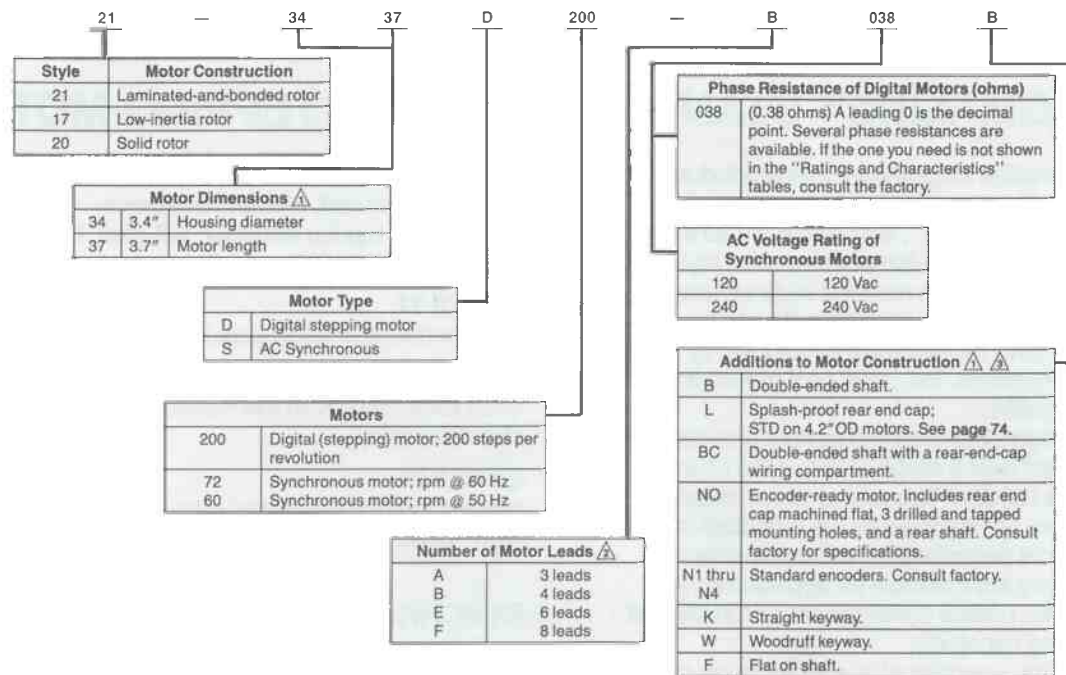 21 — 34 37 D 200 — B 038 B
Style Motor Construction
21 Laminated-and-bonded rotor
17 Low-inertia rotor
20 Solid rotor
Motor Dimensions ⚠1
34 3.4″ Housing diameter
37 3.7″ Motor length
Motor Type
D Digital stepping motor
S AC Synchronous
Motors
200 Digital (stepping) motor; 200 steps per
revolution
72 Synchronous motor; rpm @ 60 Hz
60 Synchronous motor; rpm @ 50 Hz
Number of Motor Leads ⚠2
A 3 leads
B 4 leads
E 6 leads
F 8 leads
Phase Resistance of Digital Motors (ohms)
038 (0.38 ohms) A leading 0 is the decimal
point. Several phase resistances are
available. If the one you need is not shown
in the "Ratings and Characteristics"
tables, consult the factory.
AC Voltage Rating of
Synchronous Motors
120 120 Vac
240 240 Vac
Additions to Motor Construction ⚠1 ⚠3
B Double-ended shaft.
L Splash-proof rear end cap;
STD on 4.2″OD motors. See page 74.
BC Double-ended shaft with a rear-end-cap
wiring compartment.
NO Encoder-ready motor. Includes rear end
cap machined flat, 3 drilled and tapped
mounting holes, and a rear shaft. Consult
factory for specifications.
N1 thru Standard encoders. Consult factory.
N4
K Straight keyway.
W Woodruff keyway.
F Flat on shaft.